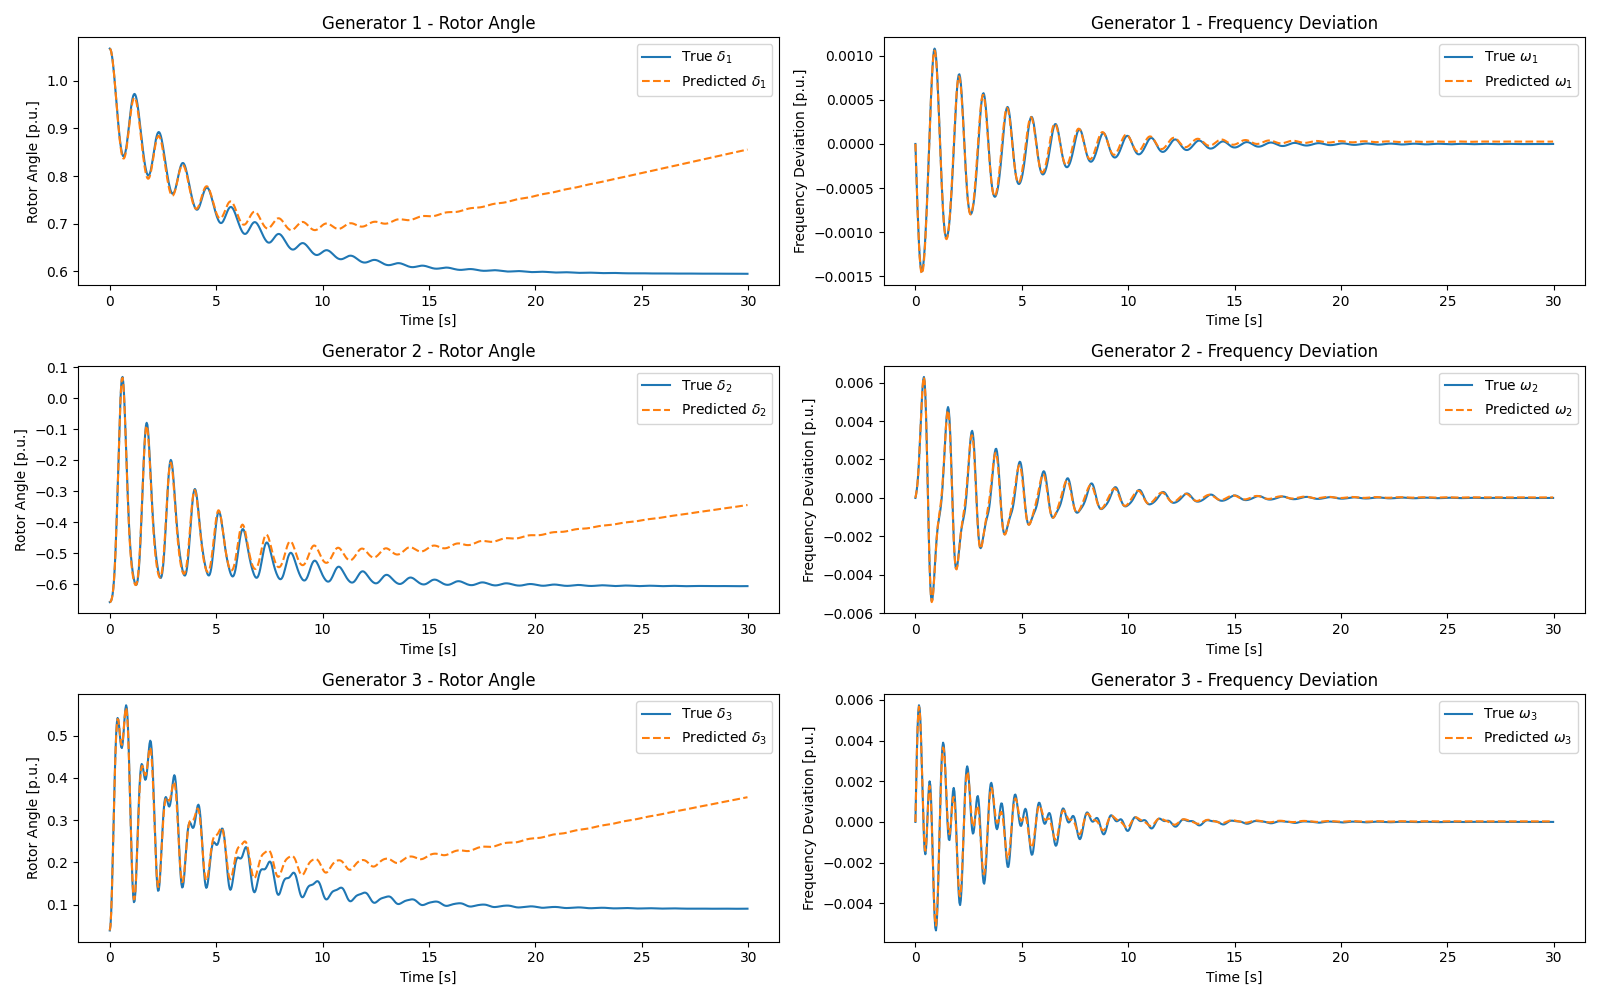 Generator 1 - Rotor Angle
Rotor Angle [p.u.]
1.0
0.9
0.8
0.7
0.6
True δ₁
Predicted δ₁
0 5 10 15 20 25 30
Time [s]
Generator 1 - Frequency Deviation
Frequency Deviation [p.u.]
0.0010
0.0005
0.0000
−0.0005
−0.0010
−0.0015
True ω₁
Predicted ω₁
0 5 10 15 20 25 30
Time [s]
Generator 2 - Rotor Angle
Rotor Angle [p.u.]
0.1
0.0
−0.1
−0.2
−0.3
−0.4
−0.5
−0.6
True δ₂
Predicted δ₂
0 5 10 15 20 25 30
Time [s]
Generator 2 - Frequency Deviation
Frequency Deviation [p.u.]
0.006
0.004
0.002
0.000
−0.002
−0.004
−0.006
True ω₂
Predicted ω₂
0 5 10 15 20 25 30
Time [s]
Generator 3 - Rotor Angle
Rotor Angle [p.u.]
0.5
0.4
0.3
0.2
0.1
True δ₃
Predicted δ₃
0 5 10 15 20 25 30
Time [s]
Generator 3 - Frequency Deviation
Frequency Deviation [p.u.]
0.006
0.004
0.002
0.000
−0.002
−0.004
True ω₃
Predicted ω₃
0 5 10 15 20 25 30
Time [s]